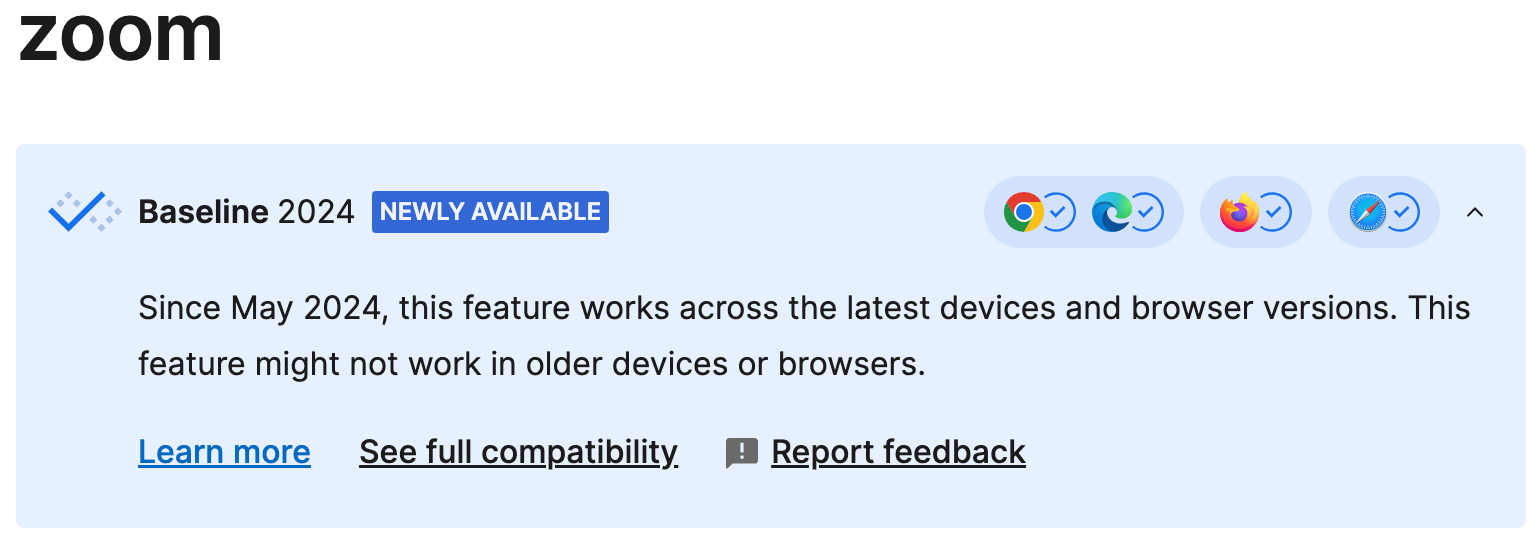 zoom
Baseline 2024 NEWLY AVAILABLE
Since May 2024, this feature works across the latest devices and browser versions. This
feature might not work in older devices or browsers.
Learn more See full compatibility Report feedback